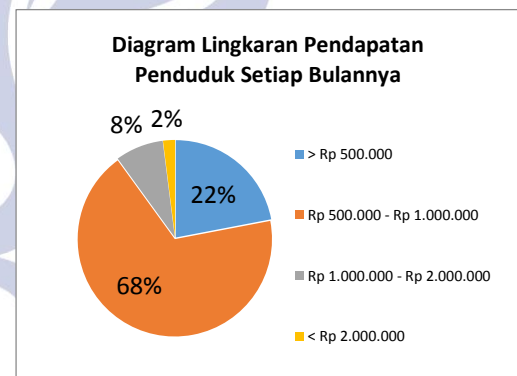 Diagram Lingkaran Pendapatan
Penduduk Setiap Bulannya
8%
2%
22%
68%
> Rp 500.000
Rp 500.000 - Rp 1.000.000
Rp 1.000.000 - Rp 2.000.000
< Rp 2.000.000